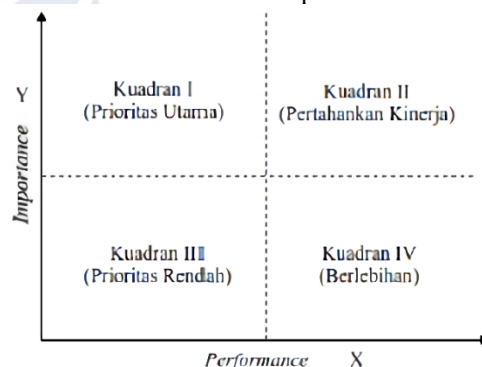 Kuadran I
(Prioritas Utama)
Kuadran II
(Pertahankan Kinerja)
Y
Importance
Kuadran III
(Prioritas Rendah)
Kuadran IV
(Berlebihan)
Performance X